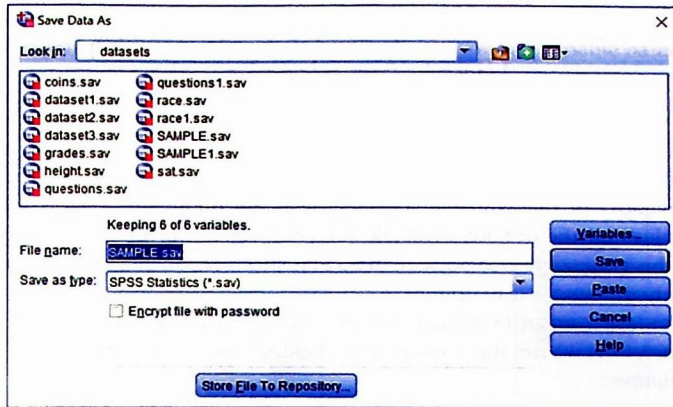 Save Data As
Look in: datasets
coins.sav questions1.sav
dataset1.sav race.sav
dataset2.sav race1.sav
dataset3.sav SAMPLE.sav
grades.sav SAMPLE1.sav
height.sav sat.sav
questions.sav
Keeping 6 of 6 variables.
Variables...
File name: SAMPLE.sav
Save
Save as type: SPSS Statistics (*.sav)
Paste
Encrypt file with password
Cancel
Help
Store File To Repository...